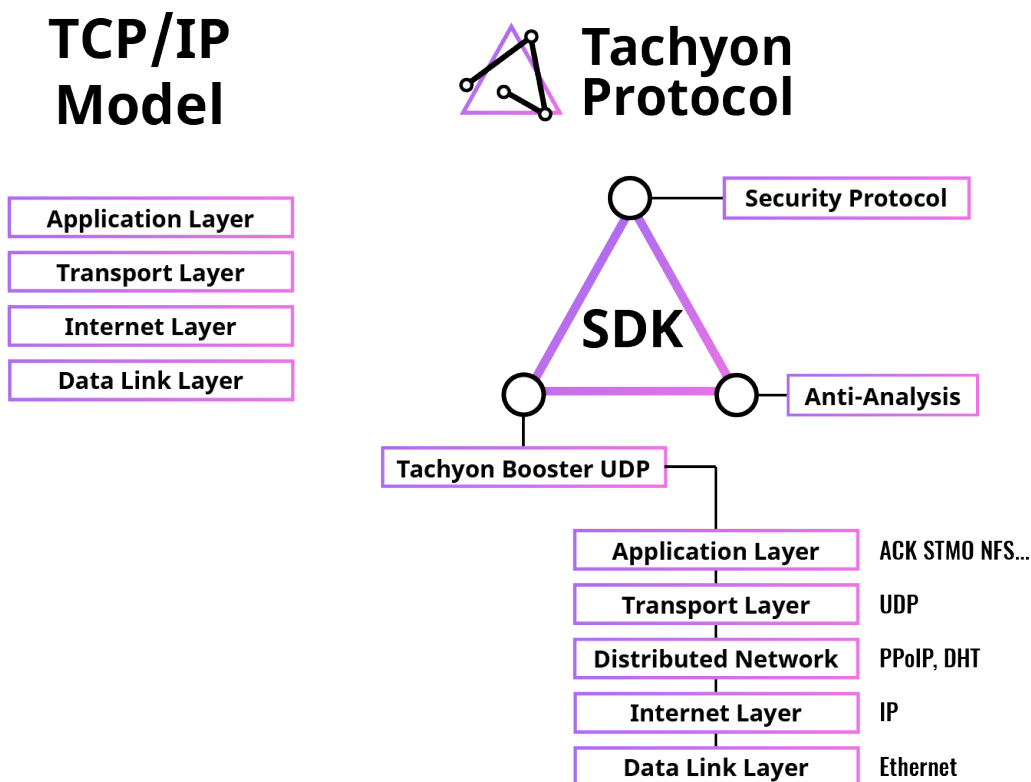 TCP/IP
Model
Tachyon
Protocol
Application Layer
Transport Layer
Internet Layer
Data Link Layer
Security Protocol
SDK
Anti-Analysis
Tachyon Booster UDP
Application Layer
ACK STMO NFS...
Transport Layer
UDP
Distributed Network
PPoIP, DHT
Internet Layer
IP
Data Link Layer
Ethernet